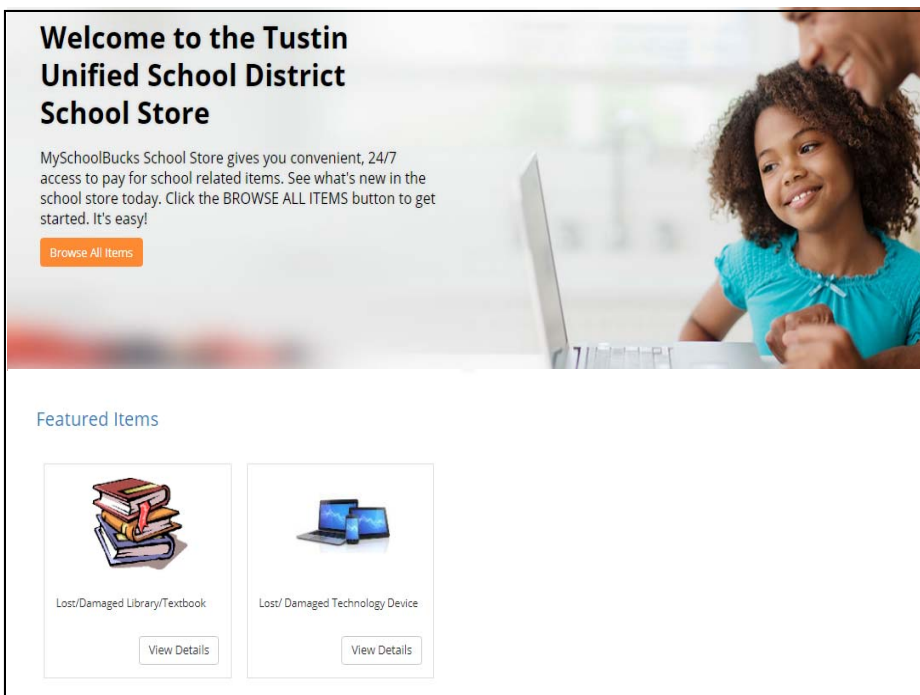 Welcome to the Tustin
Unified School District
School Store
MySchoolBucks School Store gives you convenient, 24/7
access to pay for school related items. See what's new in the
school store today. Click the BROWSE ALL ITEMS button to get
started. It's easy!
Browse All Items
Featured Items
Lost/Damaged Library/Textbook
Lost/ Damaged Technology Device
View Details
View Details